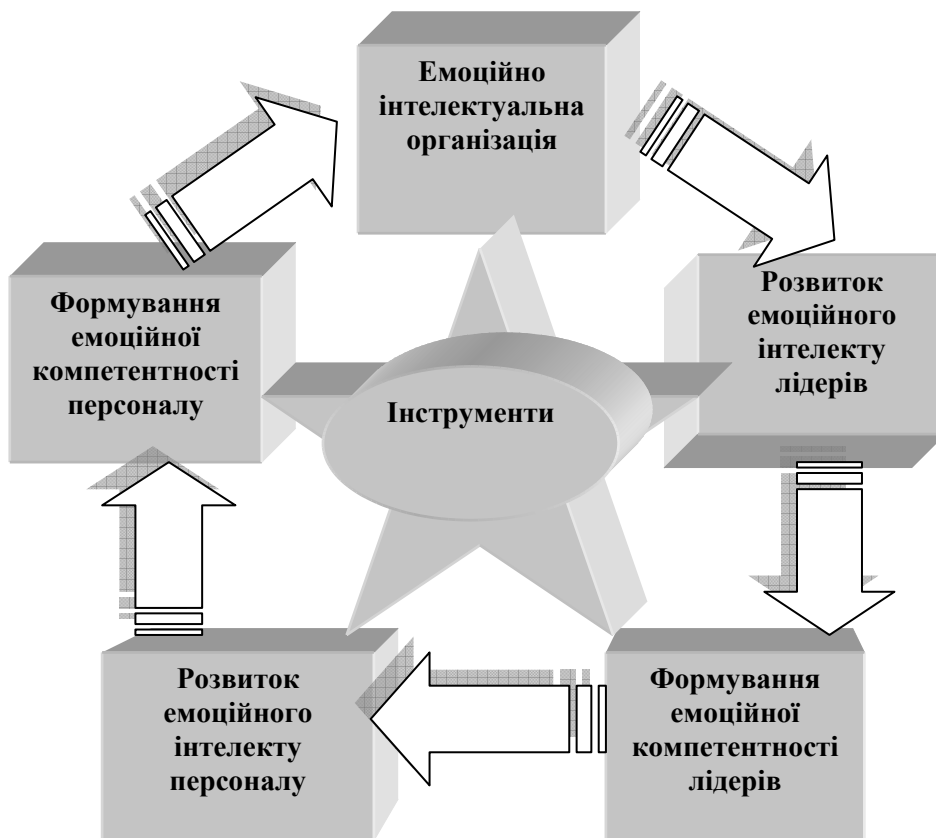 Емоційно
інтелектуальна
організація
Формування
емоційної
компетентності
персоналу
Розвиток
емоційного
інтелекту
лідерів
Інструменти
Розвиток
емоційного
інтелекту
персоналу
Формування
емоційної
компетентності
лідерів